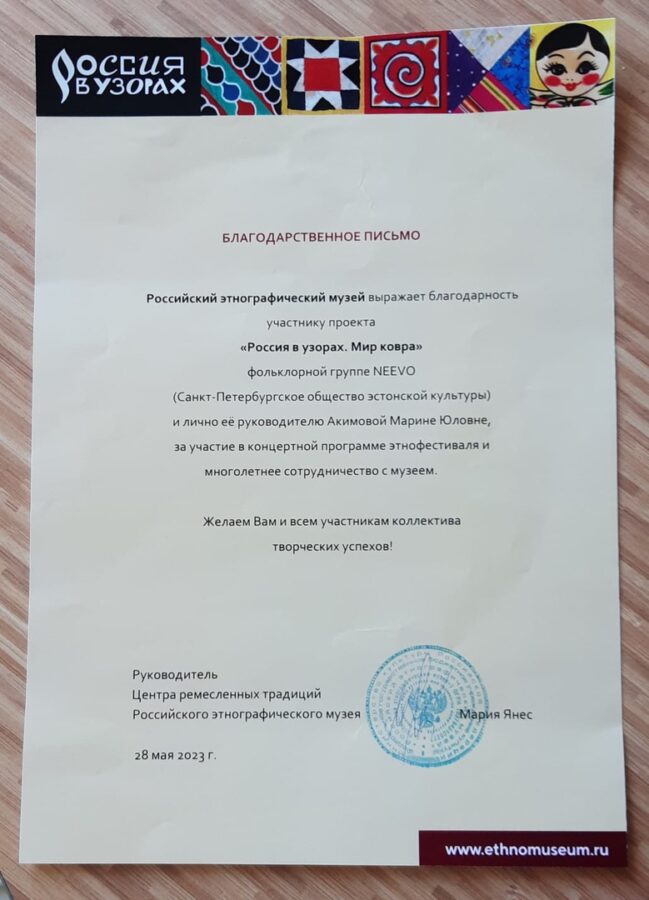 РОССИЯ
В УЗОРАХ
БЛАГОДАРСТВЕННОЕ ПИСЬМО
Российский этнографический музей выражает благодарность
участнику проекта
«Россия в узорах. Мир ковра»
фольклорной группе NEEVO
(Санкт-Петербургское общество эстонской культуры)
и лично её руководителю Акимовой Марине Юловне,
за участие в концертной программе этнофестиваля и
многолетнее сотрудничество с музеем.
Желаем Вам и всем участникам коллектива
творческих успехов!
Руководитель
Центра ремесленных традиций
Российского этнографического музея Мария Янес
28 мая 2023 г.
www.ethnomuseum.ru